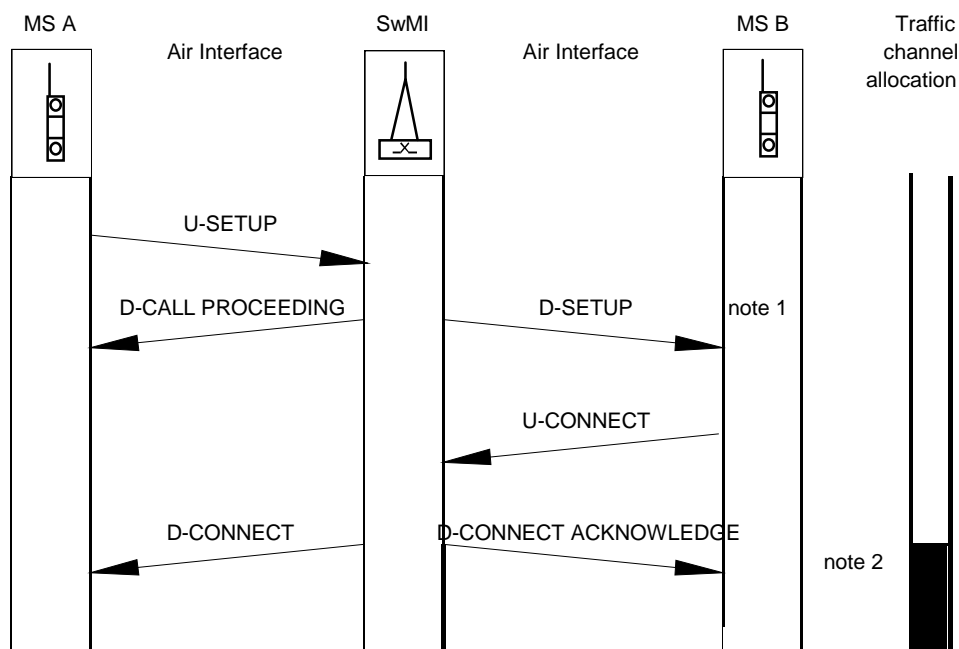 MS A
SwMI
MS B
Traffic
channel
allocation
Air Interface
Air Interface
U-SETUP
D-CALL PROCEEDING
D-SETUP
note 1
U-CONNECT
D-CONNECT
D-CONNECT ACKNOWLEDGE
note 2